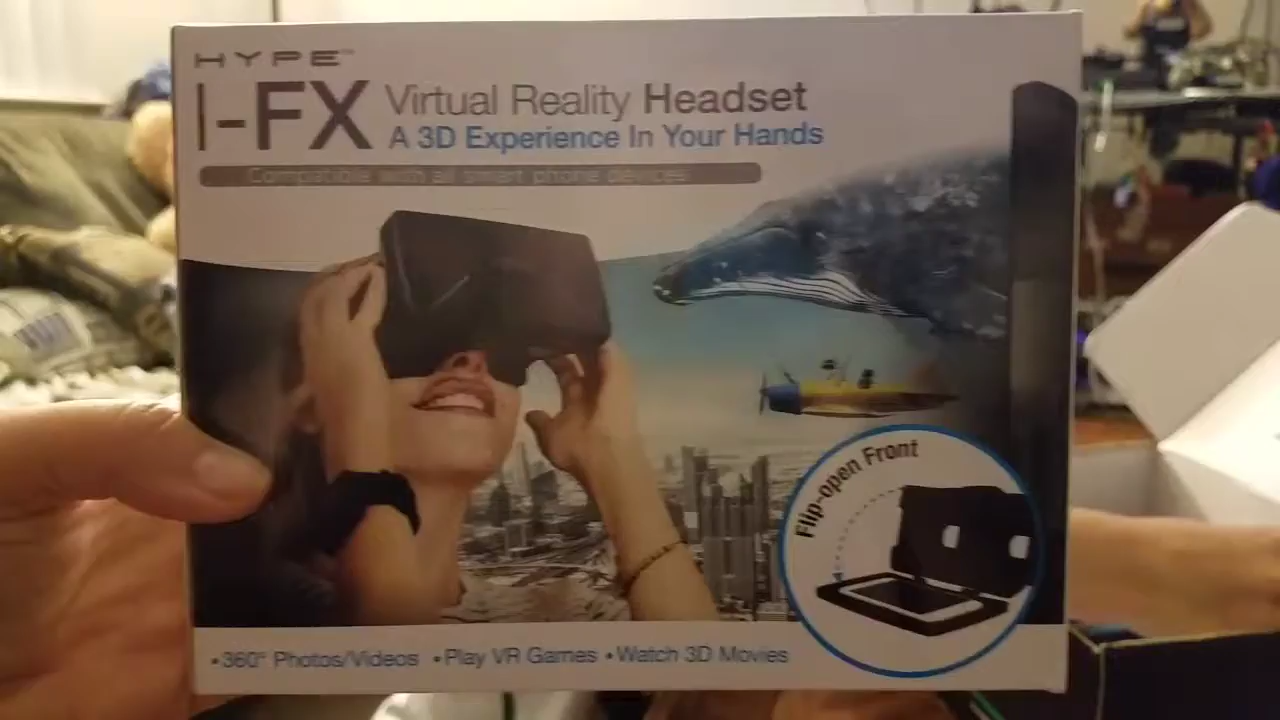 HYPE™
I-FX Virtual Reality Headset
A 3D Experience In Your Hands
Compatible with all smart phone devices
Flip-open Front
•360° Photos/Videos •Play VR Games •Watch 3D Movies